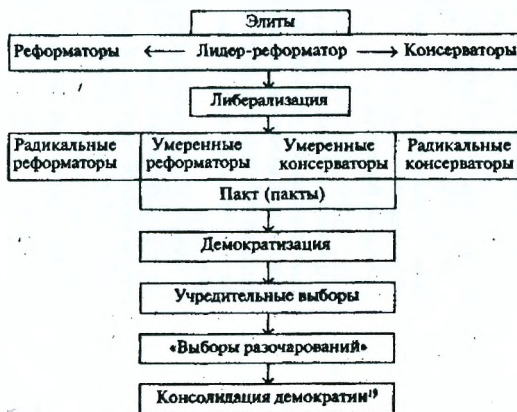 Элиты
Реформаторы ← Лидер-реформатор → Консерваторы
Либерализация
Радикальные реформаторы
Умеренные реформаторы
Умеренные консерваторы
Радикальные консерваторы
Пакт (пакты)
Демократизация
Учредительные выборы
«Выборы разочарований»
Консолидация демократии¹⁹